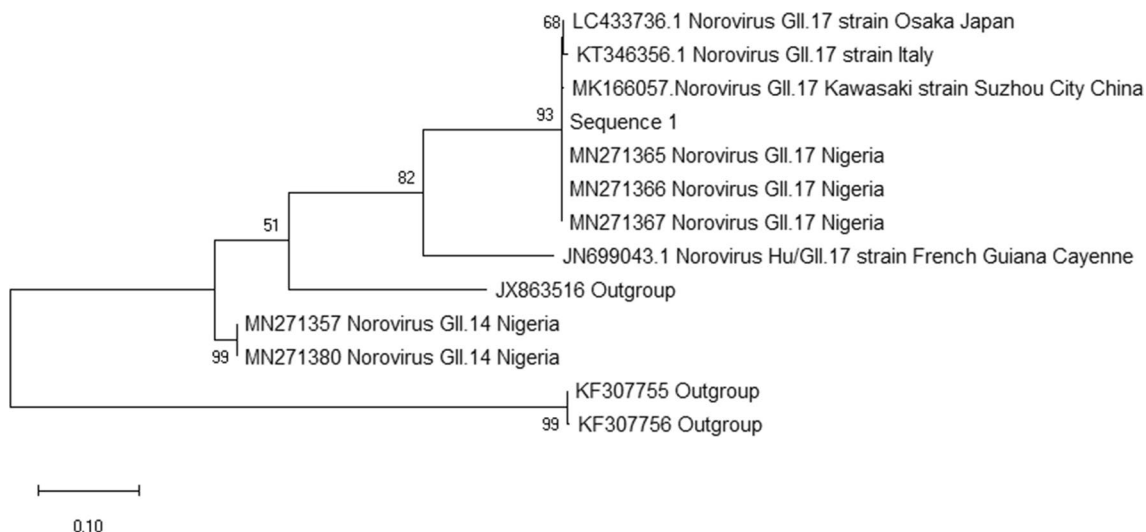 68 LC433736.1 Norovirus GII.17 strain Osaka Japan
KT346356.1 Norovirus GII.17 strain Italy
MK166057.Norovirus GII.17 Kawasaki strain Suzhou City China
93
Sequence 1
MN271365 Norovirus GII.17 Nigeria
82
MN271366 Norovirus GII.17 Nigeria
51
MN271367 Norovirus GII.17 Nigeria
JN699043.1 Norovirus Hu/GII.17 strain French Guiana Cayenne
JX863516 Outgroup
MN271357 Norovirus GII.14 Nigeria
99 MN271380 Norovirus GII.14 Nigeria
KF307755 Outgroup
99 KF307756 Outgroup
0.10